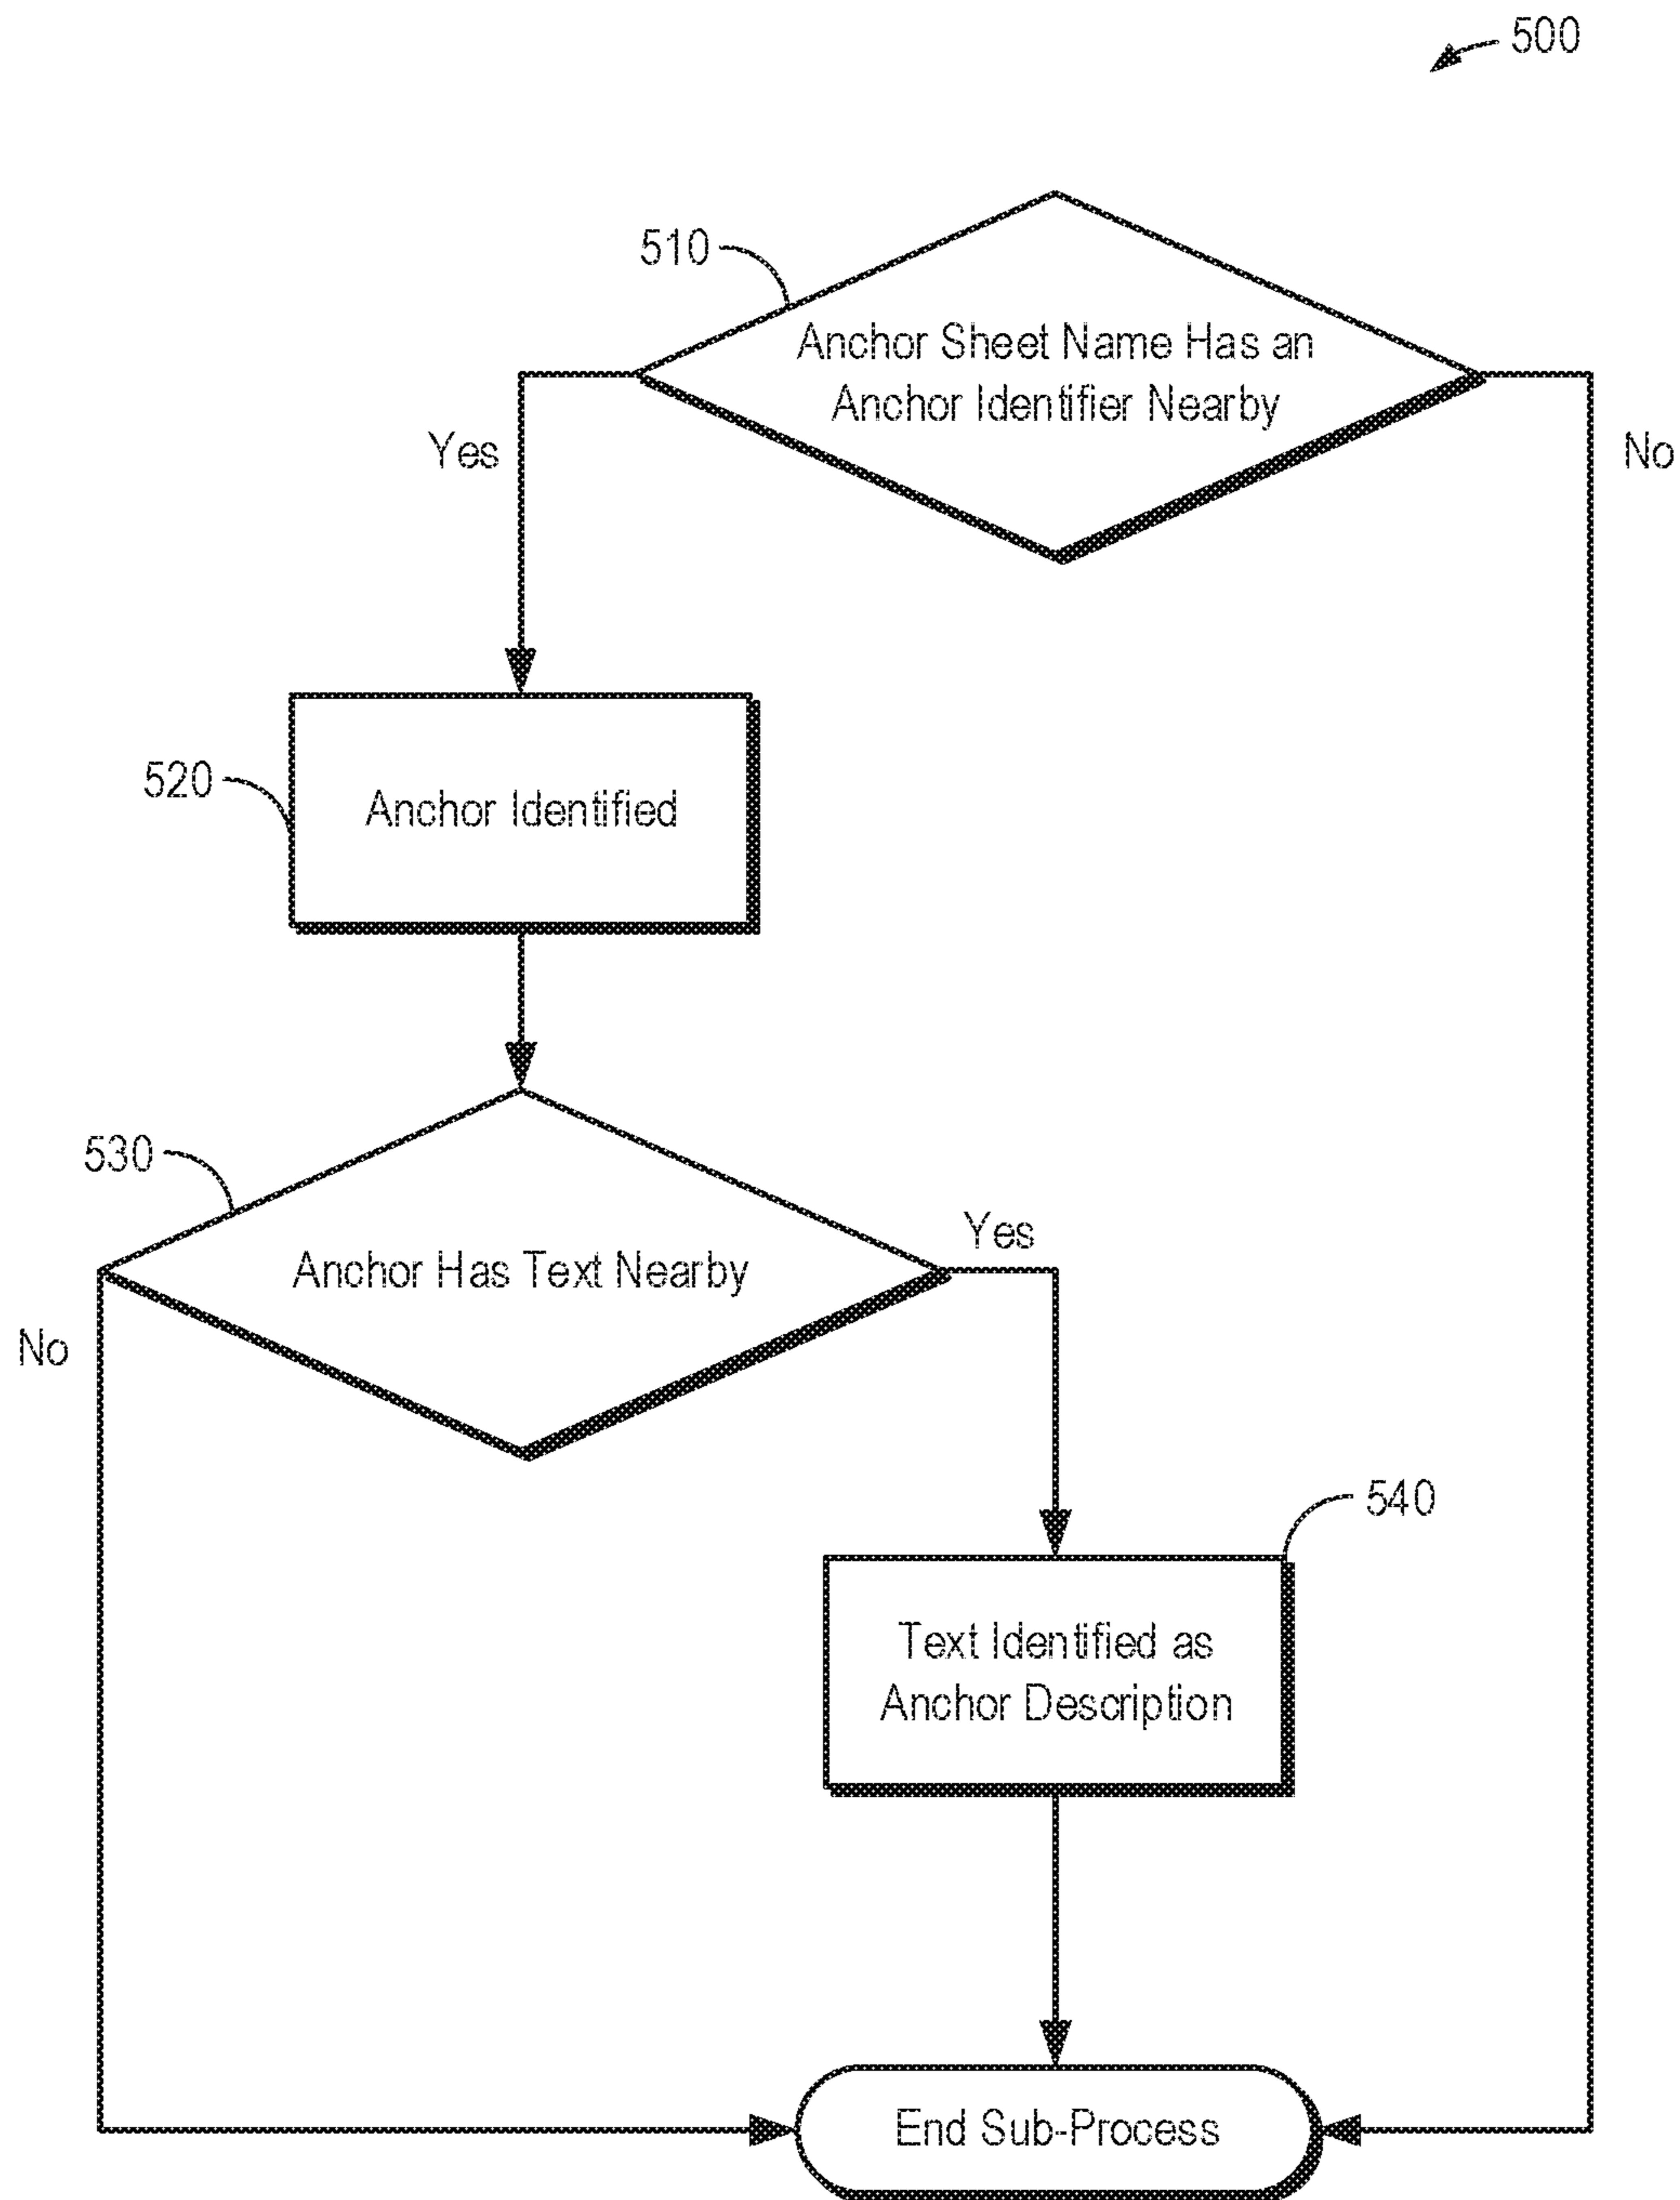 500
510
Anchor Sheet Name Has an
Anchor Identifier Nearby
Yes
No
520
Anchor Identified
530
Anchor Has Text Nearby
Yes
No
540
Text Identified as
Anchor Description
End Sub-Process